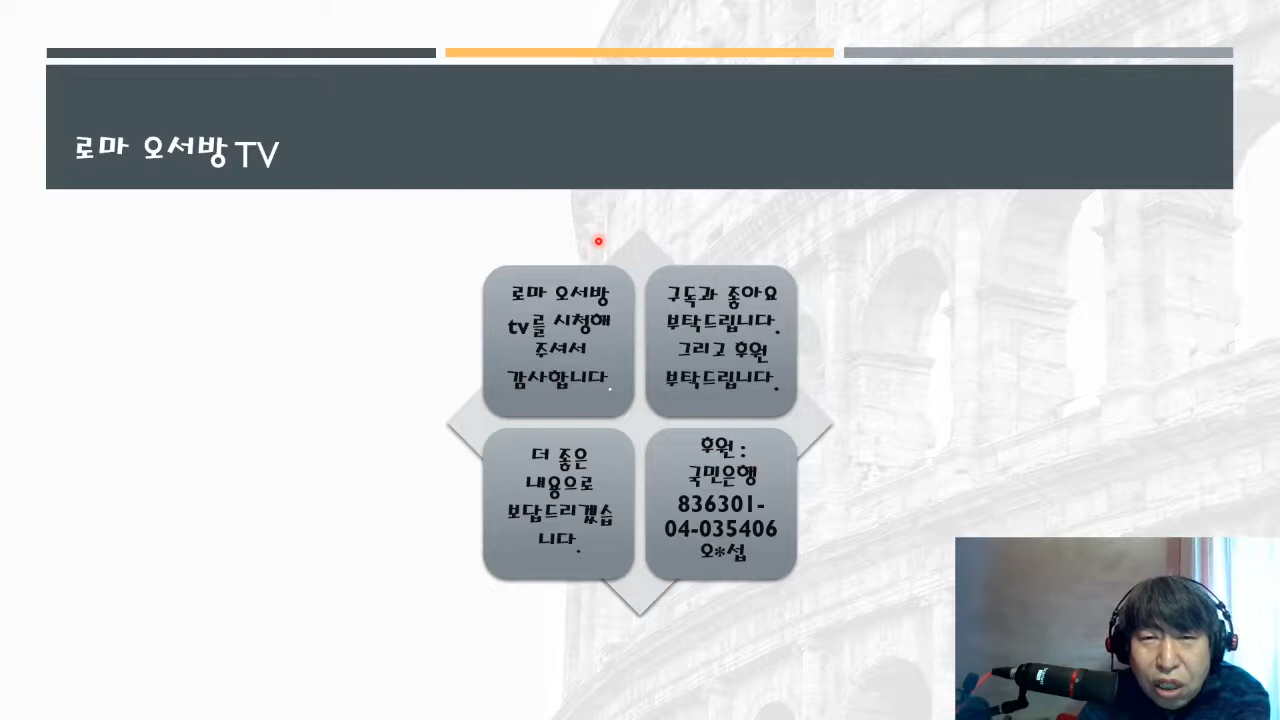 로마 오서방 TV
로마 오서방
tv를 시청해
주셔서
감사합니다.
구독과 좋아요
부탁드립니다.
그리고 후원
부탁드립니다.
더 좋은
내용으로
보답드리겠습
니다.
후원 :
국민은행
836301-
04-035406
오*섭